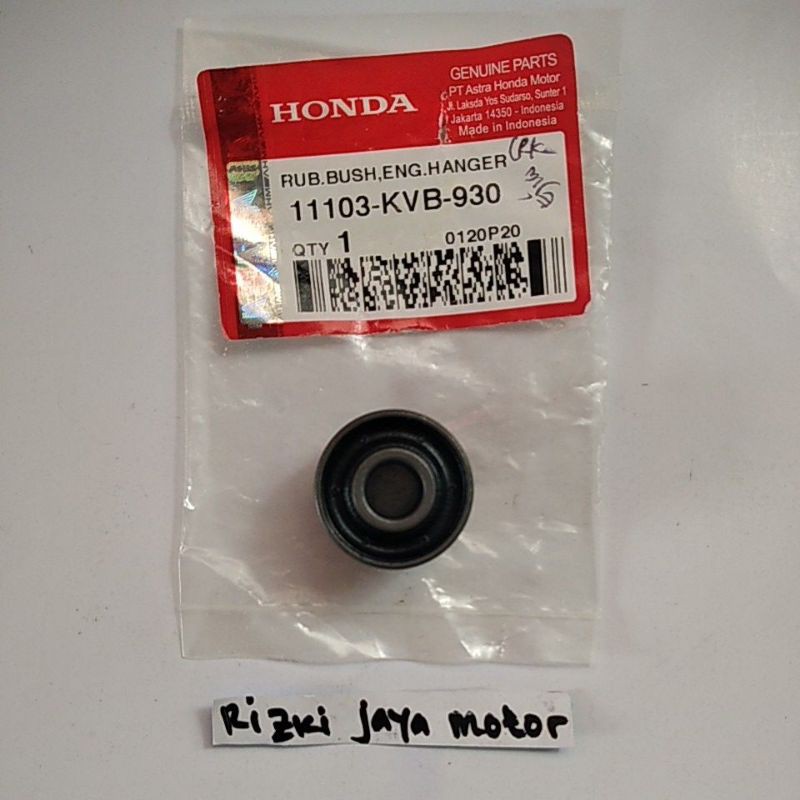 HONDA
GENUINE PARTS
PT Astra Honda Motor
Jl. Laksda Yos Sudarso, Sunter 1
Jakarta 14350 - Indonesia
Made in Indonesia
RUB.BUSH,ENG.HANGER
11103-KVB-930
QTY 1
0120P20
Rizki jaya motor